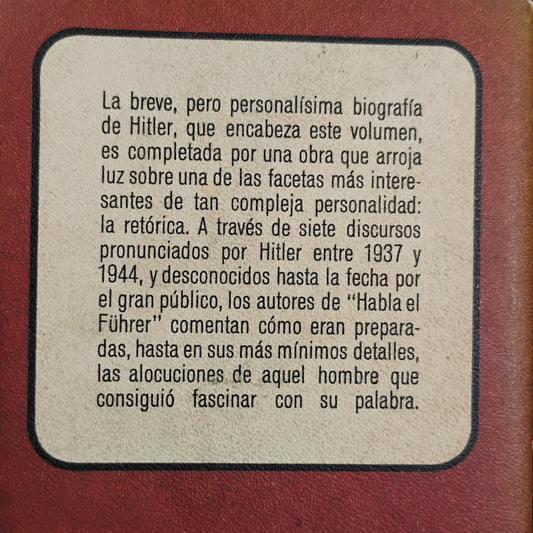 La breve, pero personalísima biografía
de Hitler, que encabeza este volumen,
es completada por una obra que arroja
luz sobre una de las facetas más intere-
santes de tan compleja personalidad:
la retórica. A través de siete discursos
pronunciados por Hitler entre 1937 y
1944, y desconocidos hasta la fecha por
el gran público, los autores de "Habla el
Führer" comentan cómo eran prepara-
das, hasta en sus más mínimos detalles,
las alocuciones de aquel hombre que
consiguió fascinar con su palabra.